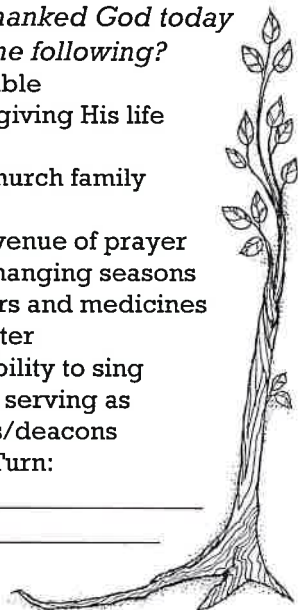 hanked God today
he following?
ible
giving His life
hurch family
venue of prayer
hanging seasons
rs and medicines
ter
bility to sing
serving as
s/deacons
Turn: